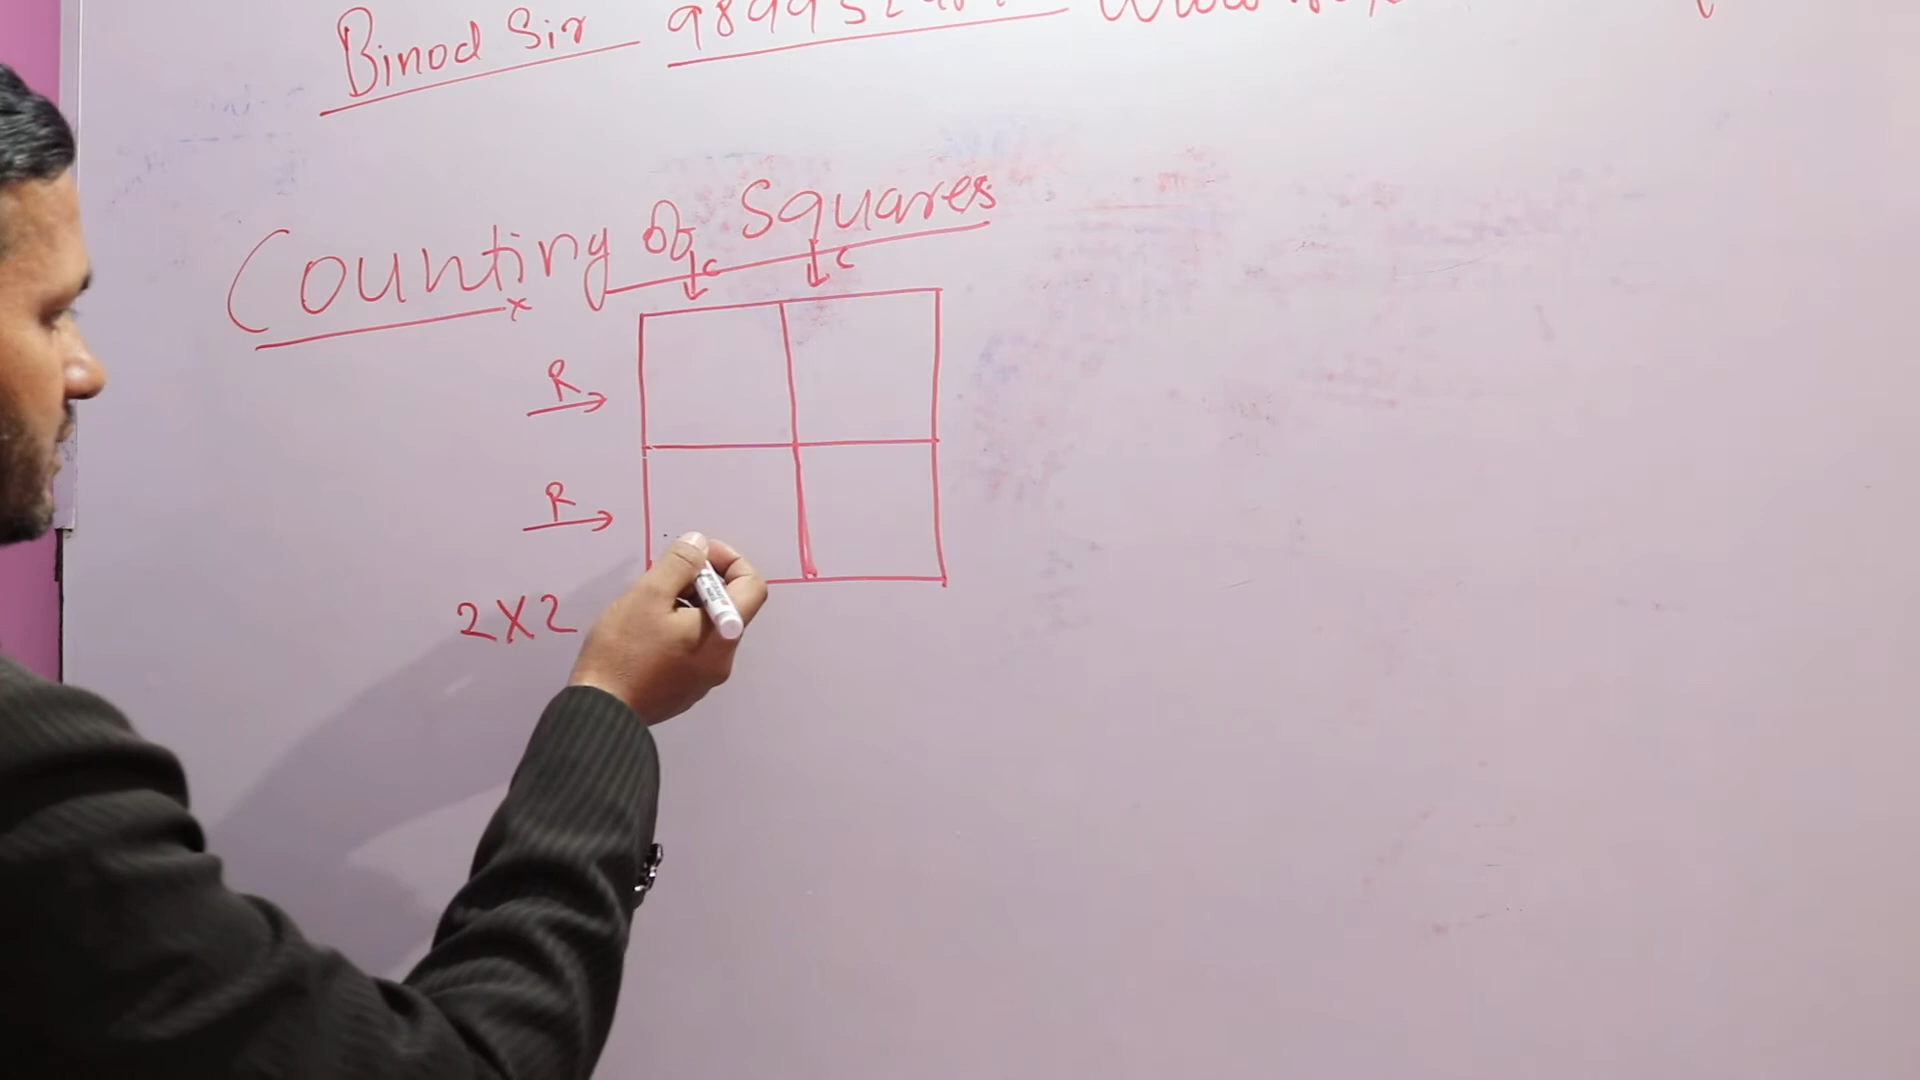 Binod Sir
Counting of Squares
C C
R
R
2X2